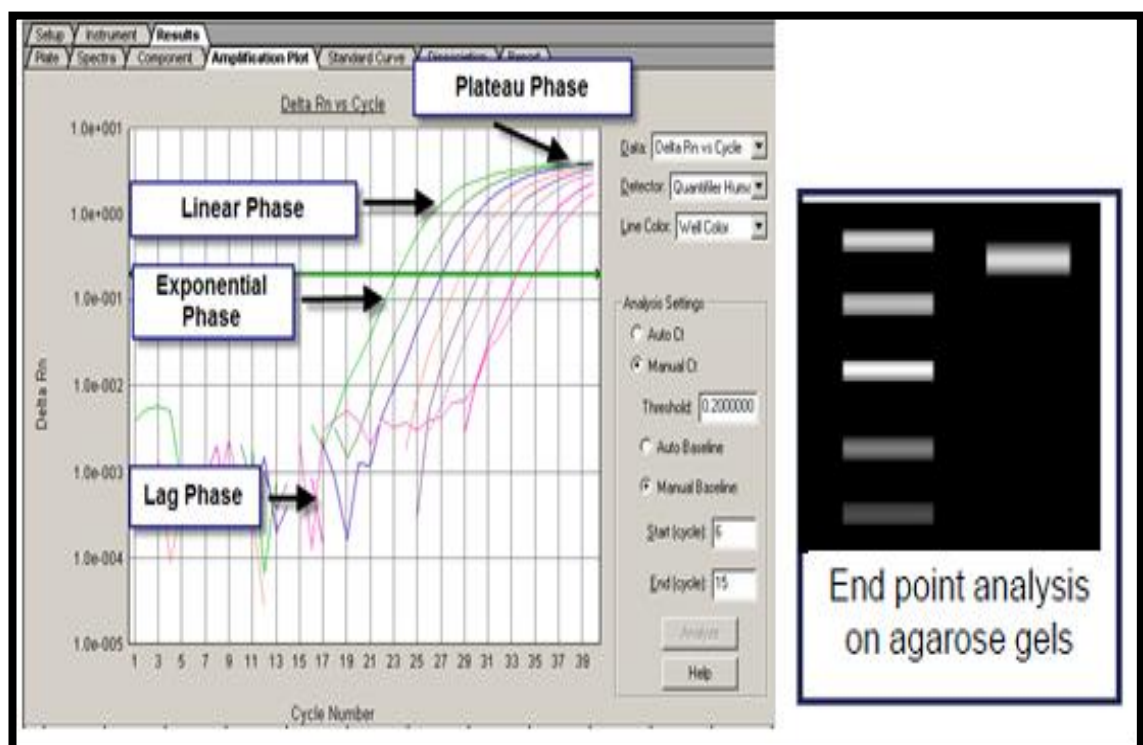 Setup Instrument Results
Plate Spectra Component Amplification Plot Standard Curve
Plateau Phase
Delta Rn vs Cycle
1.0e+001
1.0e+000
1.0e-001
1.0e-002
1.0e-003
1.0e-004
1.0e-005
Delta Rn
Linear Phase
Exponential
Phase
Lag Phase
1 3 5 7 9 11 13 15 17 19 21 23 25 27 29 31 33 35 37 39
Cycle Number
Data: Delta Rn vs Cycle
Detector: Quantifiler Huma
Line Color: Well Color
Analysis Settings
Auto Ct
Manual Ct
Threshold: 0.2000000
Auto Baseline
Manual Baseline
Start (cycle): 6
End (cycle): 15
Analyze
Help
End point analysis
on agarose gels